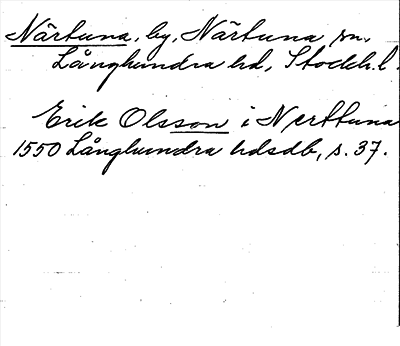 Närtuna, by, Närtuna sn,
Långhundra hd, Stockh. l.
Erik Olsson i Nerttuna
1550 Långhundra hdsdb, s. 37.